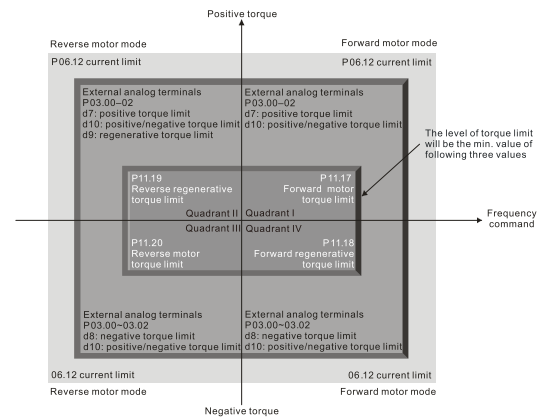 Positive torque
Reverse motor mode
Forward motor mode
P06.12 current limit
P06.12 current limit
External analog terminals
P03.00–02
d7: positive torque limit
d10: positive/negative torque limit
d9: regenerative torque limit
External analog terminals
P03.00–02
d7: positive torque limit
d10: positive/negative torque limit
The level of torque limit
will be the min. value of
following three values
P11.19
Reverse regenerative
torque limit
Quadrant II
P11.17
Forward motor
torque limit
Quadrant I
Frequency
command
Quadrant III
P11.20
Reverse motor
torque limit
Quadrant IV
P11.18
Forward regenerative
torque limit
External analog terminals
P03.00~03.02
d8: negative torque limit
d10: positive/negative torque limit
External analog terminals
P03.00~03.02
d8: negative torque limit
d10: positive/negative torque limit
06.12 current limit
06.12 current limit
Reverse motor mode
Forward motor mode
Negative torque